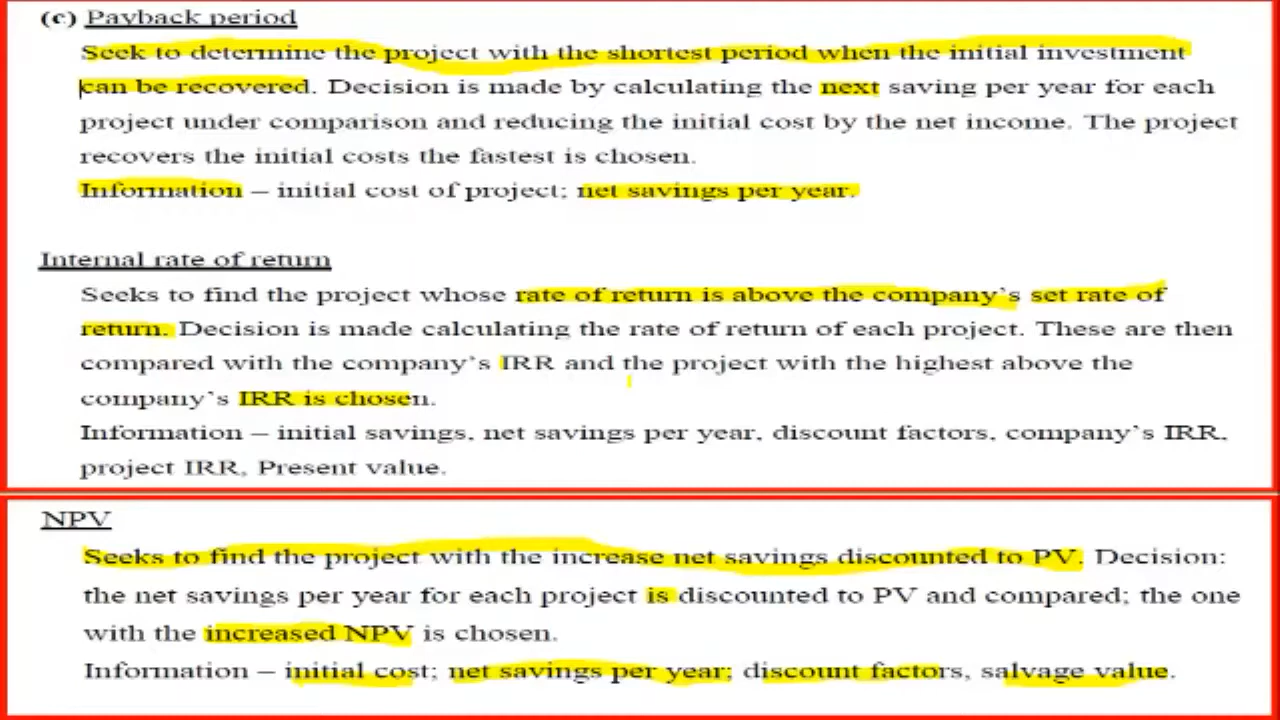 (c) Payback period
Seek to determine the project with the shortest period when the initial investment
can be recovered. Decision is made by calculating the next saving per year for each
project under comparison and reducing the initial cost by the net income. The project
recovers the initial costs the fastest is chosen.
Information – initial cost of project; net savings per year.
Internal rate of return
Seeks to find the project whose rate of return is above the company's set rate of
return. Decision is made calculating the rate of return of each project. These are then
compared with the company's IRR and the project with the highest above the
company's IRR is chosen.
Information – initial savings, net savings per year, discount factors, company's IRR,
project IRR, Present value.
NPV
Seeks to find the project with the increase net savings discounted to PV. Decision:
the net savings per year for each project is discounted to PV and compared; the one
with the increased NPV is chosen.
Information – initial cost; net savings per year; discount factors, salvage value.